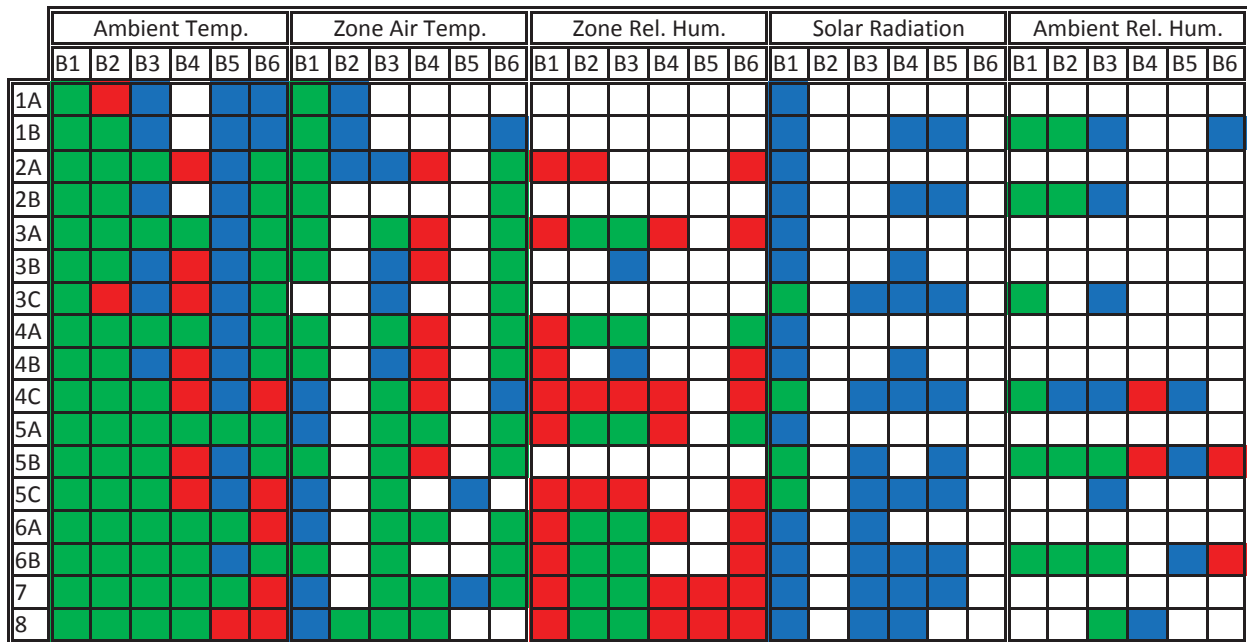 Ambient Temp. Zone Air Temp. Zone Rel. Hum. Solar Radiation Ambient Rel. Hum.
B1 B2 B3 B4 B5 B6 B1 B2 B3 B4 B5 B6 B1 B2 B3 B4 B5 B6 B1 B2 B3 B4 B5 B6 B1 B2 B3 B4 B5 B6
1A
1B
2A
2B
3A
3B
3C
4A
4B
4C
5A
5B
5C
6A
6B
7
8